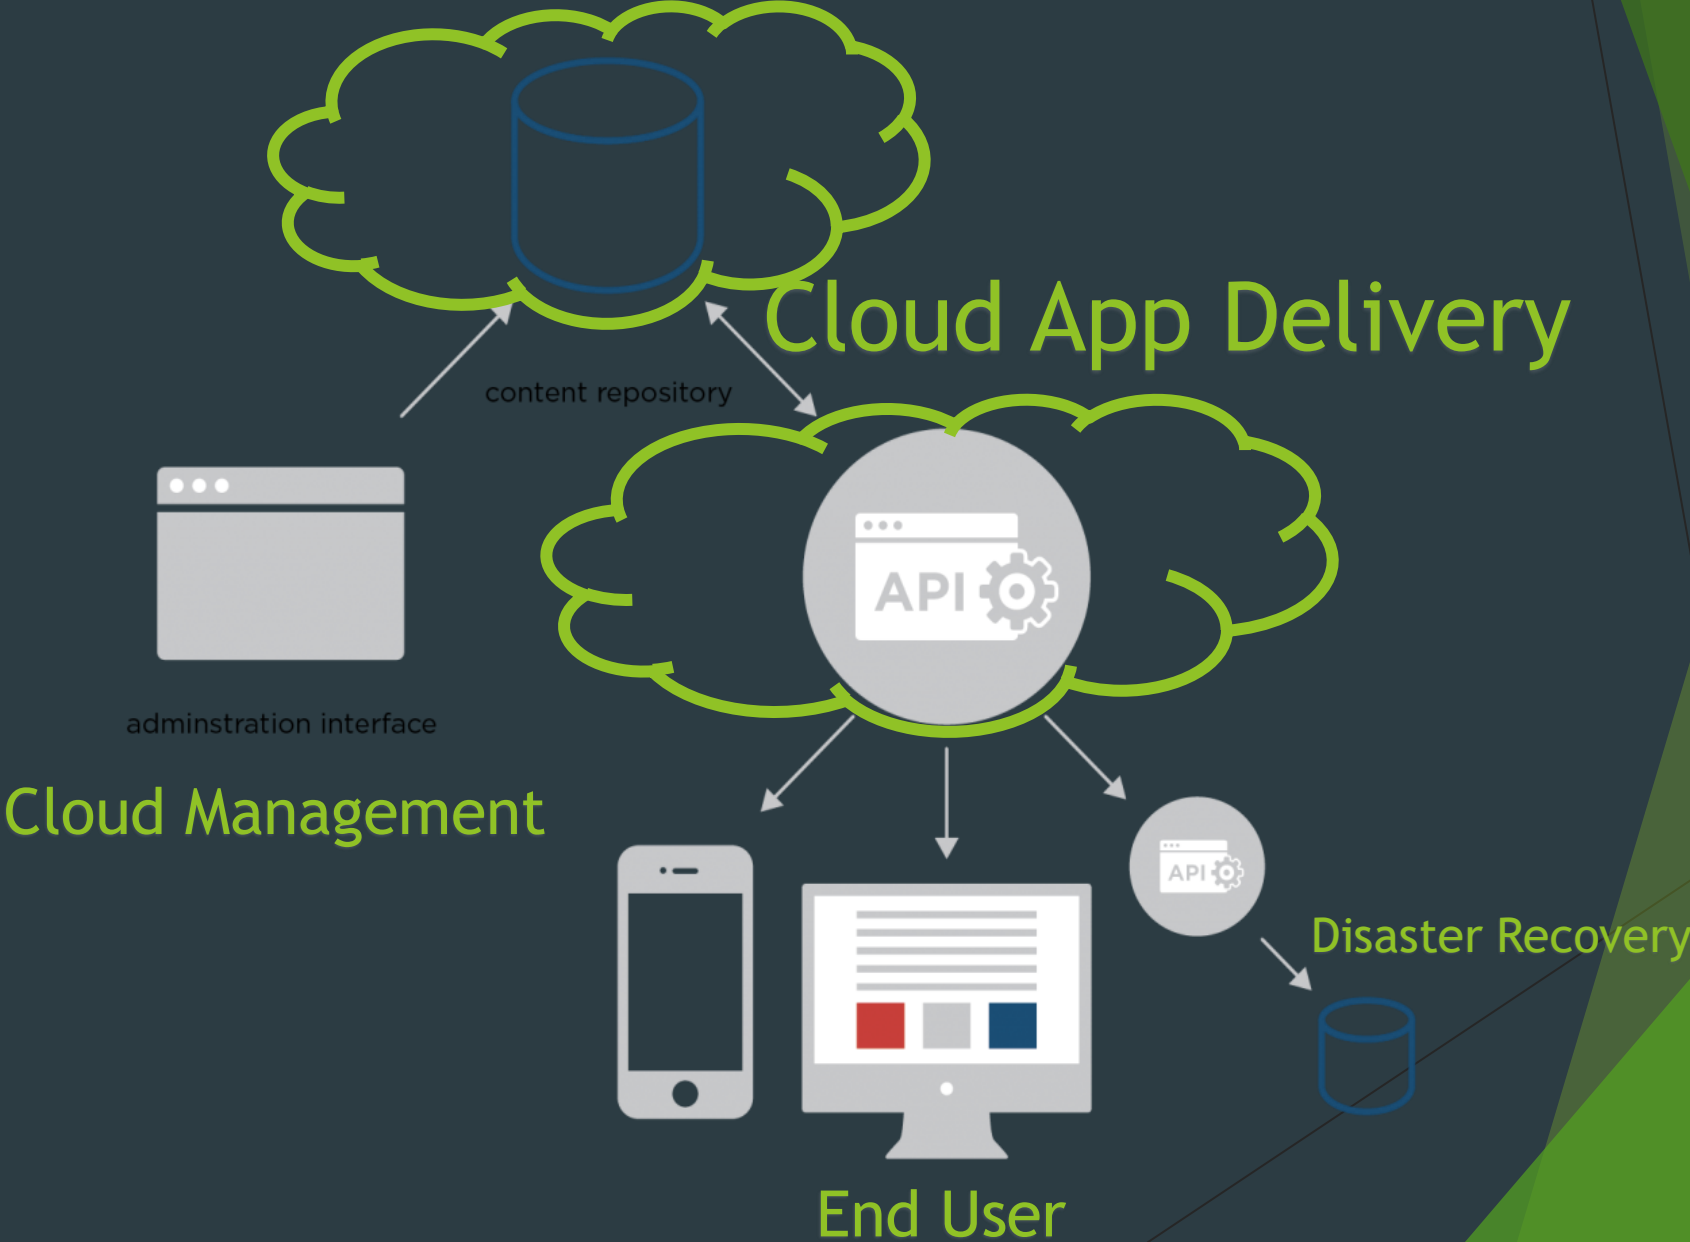 Cloud App Delivery
content repository
API
adminstration interface
Cloud Management
API
Disaster Recovery
End User